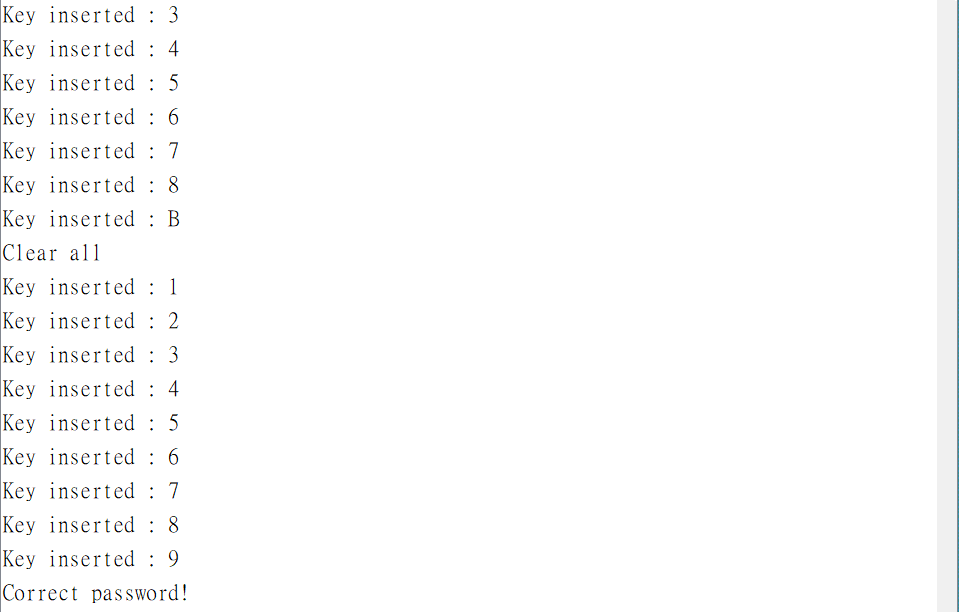 Key inserted : 3
Key inserted : 4
Key inserted : 5
Key inserted : 6
Key inserted : 7
Key inserted : 8
Key inserted : B
Clear all
Key inserted : 1
Key inserted : 2
Key inserted : 3
Key inserted : 4
Key inserted : 5
Key inserted : 6
Key inserted : 7
Key inserted : 8
Key inserted : 9
Correct password!